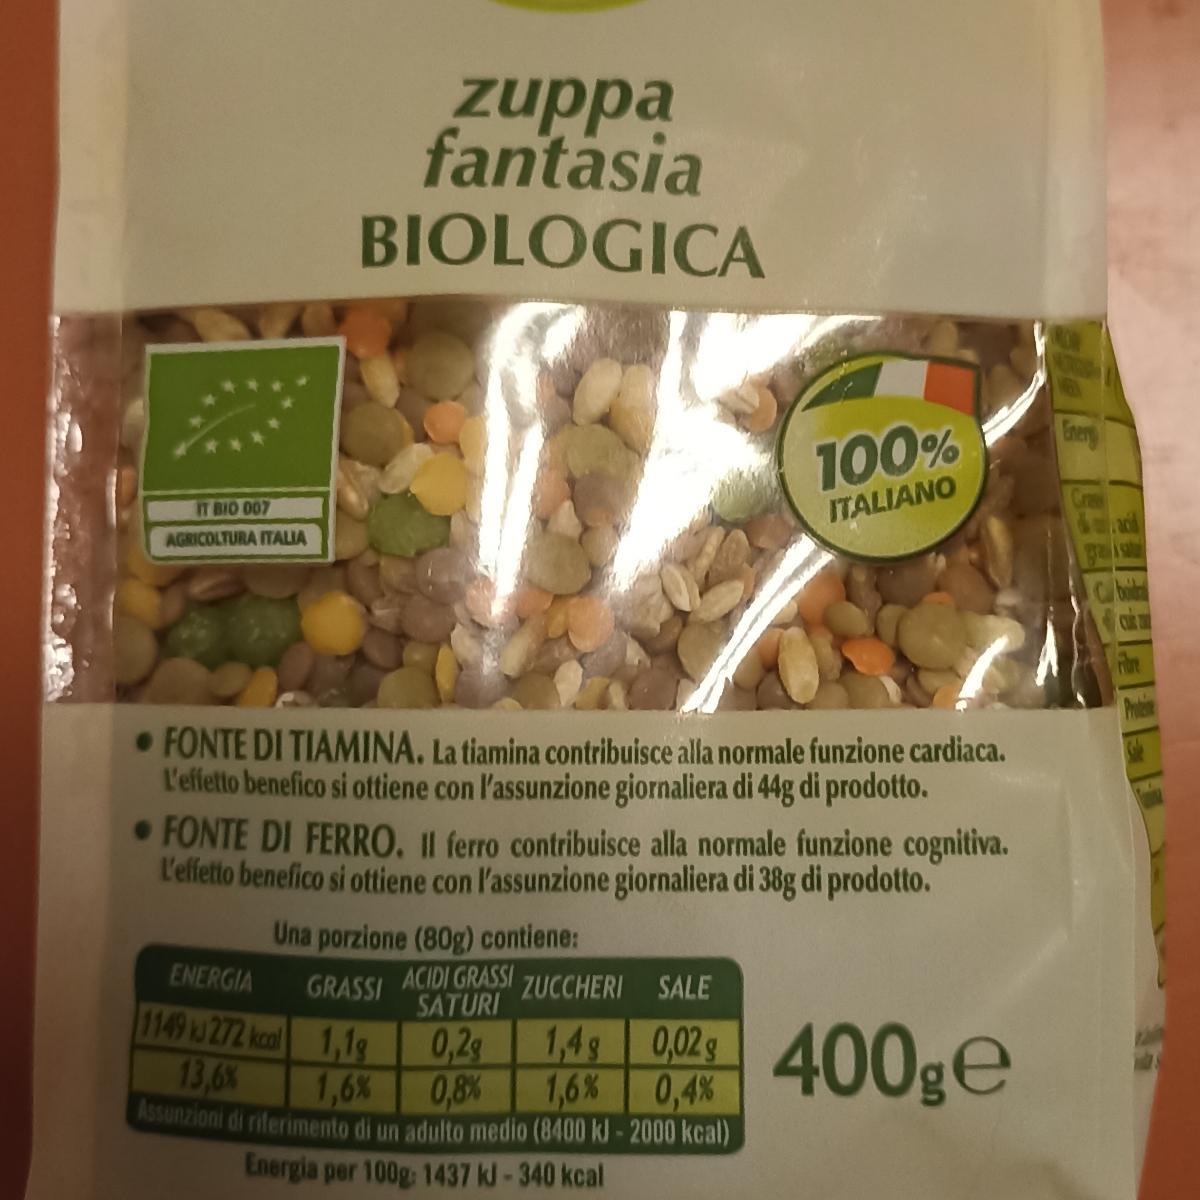 zuppa
fantasia
BIOLOGICA
IT BIO 007
AGRICOLTURA ITALIA
100%
ITALIANO
Energ
Fibre
Sale
• FONTE DI TIAMINA. La tiamina contribuisce alla normale funzione cardiaca.
L'effetto benefico si ottiene con l'assunzione giornaliera di 44g di prodotto.
• FONTE DI FERRO. Il ferro contribuisce alla normale funzione cognitiva.
L'effetto benefico si ottiene con l'assunzione giornaliera di 38g di prodotto.
Una porzione (80g) contiene:
ENERGIA GRASSI ACIDI GRASSI SATURI ZUCCHERI SALE
1149 kJ 272 kcal 1,1g 0,2g 1,4g 0,02g
13,6% 1,6% 0,8% 1,6% 0,4%
Assunzioni di riferimento di un adulto medio (8400 kJ - 2000 kcal)
Energia per 100g: 1437 kJ - 340 kcal
400g e